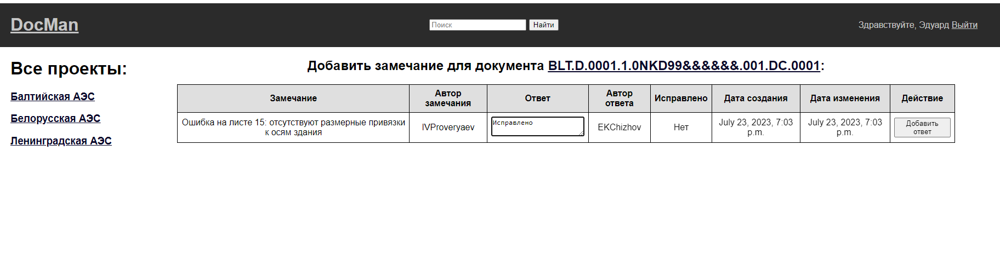 DocMan
Поиск
Найти
Здравствуйте, Эдуард Выйти
Все проекты:
Балтийская АЭС
Белорусская АЭС
Ленинградская АЭС
Добавить замечание для документа BLT.D.0001.1.0NKD99&&&&&&.001.DC.0001:
Замечание
Автор
замечания
Ответ
Автор
ответа
Исправлено
Дата создания
Дата изменения
Действие
Ошибка на листе 15: отсутствуют размерные привязки
к осям здания
IVProveryaev
Исправлено
EKChizhov
Нет
July 23, 2023, 7:03
p.m.
July 23, 2023, 7:03
p.m.
Добавить
ответ